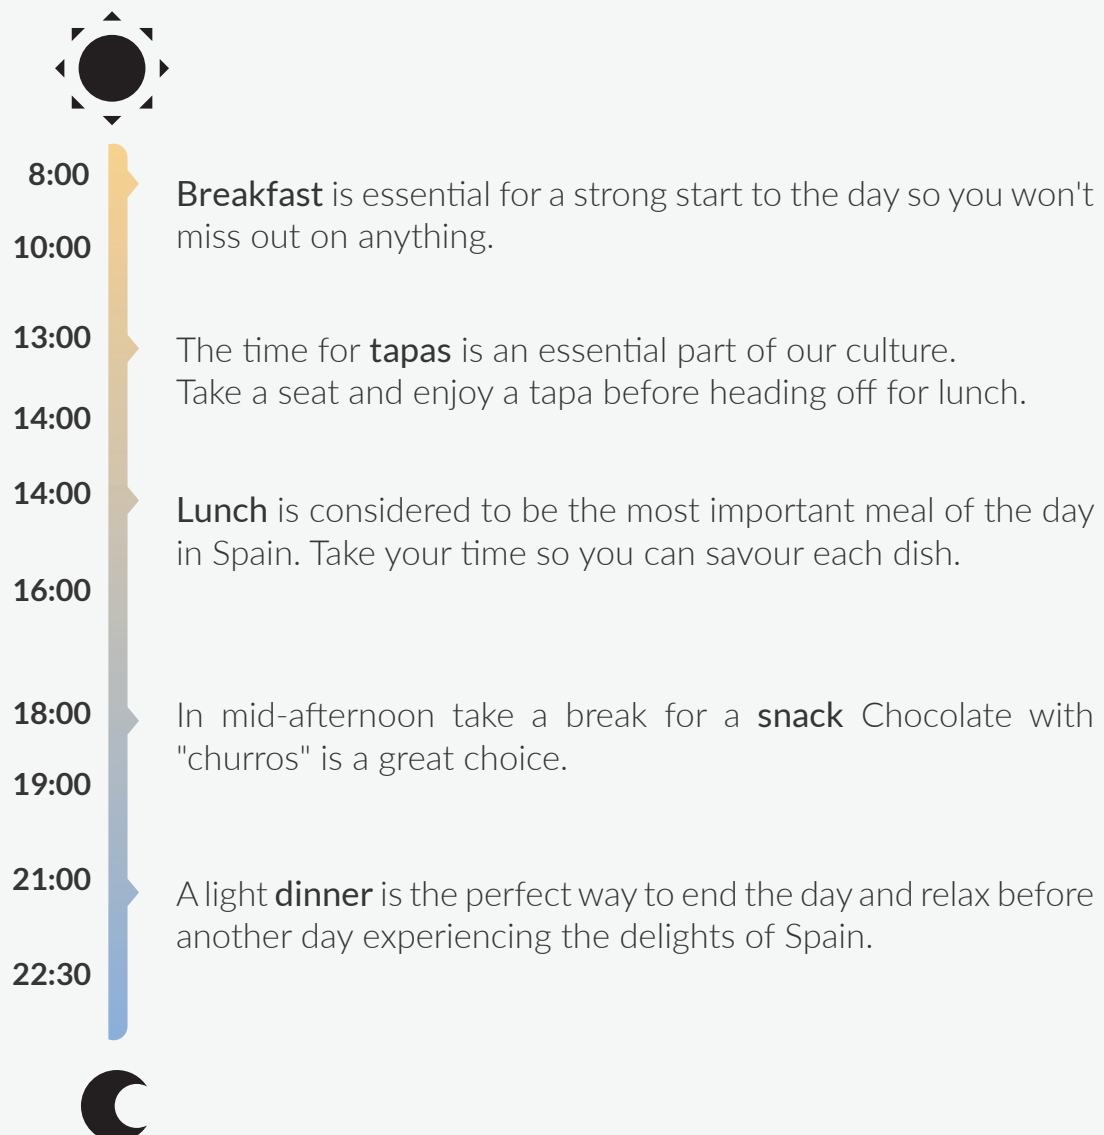 8:00
Breakfast is essential for a strong start to the day so you won't
10:00
miss out on anything.
13:00
The time for tapas is an essential part of our culture.
Take a seat and enjoy a tapa before heading off for lunch.
14:00
14:00
Lunch is considered to be the most important meal of the day
in Spain. Take your time so you can savour each dish.
16:00
18:00
In mid-afternoon take a break for a snack Chocolate with
"churros" is a great choice.
19:00
21:00
A light dinner is the perfect way to end the day and relax before
another day experiencing the delights of Spain.
22:30